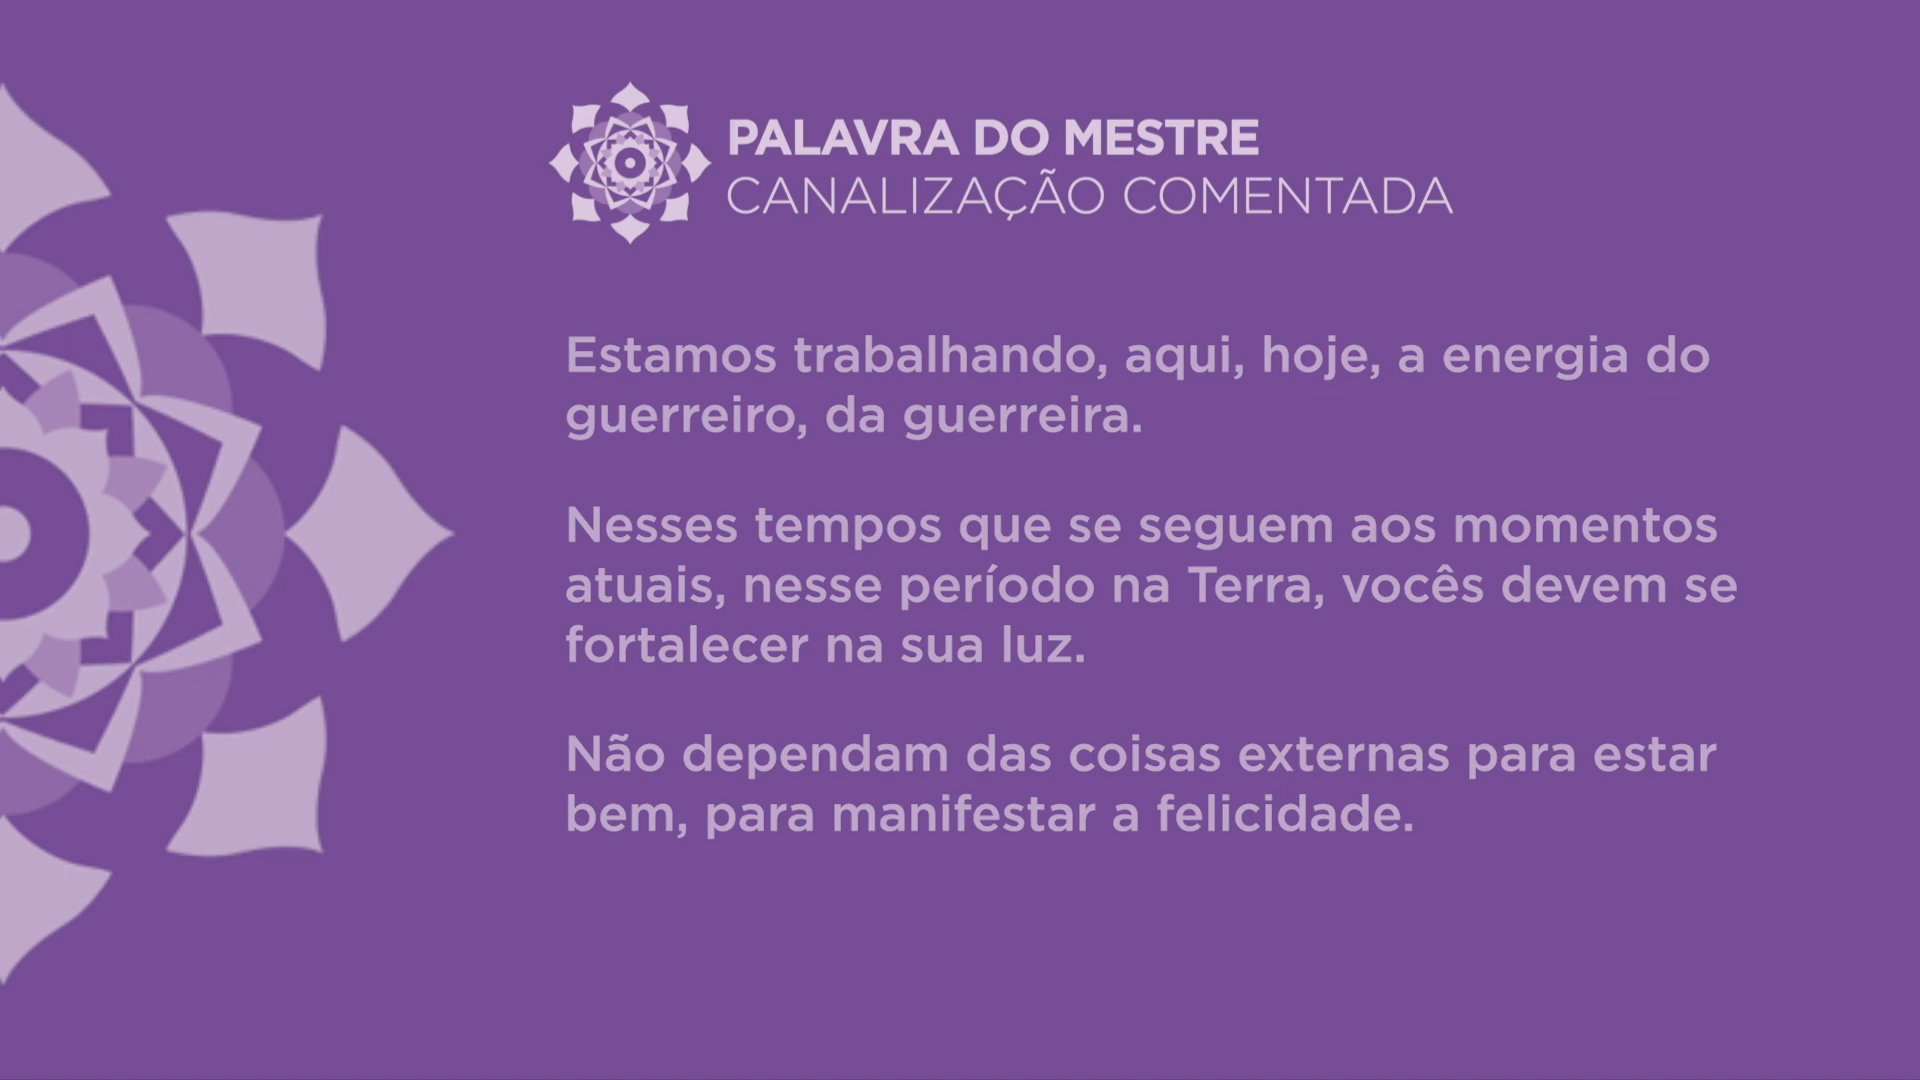 PALAVRA DO MESTRE
CANALIZAÇÃO COMENTADA
Estamos trabalhando, aqui, hoje, a energia do
guerreiro, da guerreira.
Nesses tempos que se seguem aos momentos
atuais, nesse período na Terra, vocês devem se
fortalecer na sua luz.
Não dependam das coisas externas para estar
bem, para manifestar a felicidade.